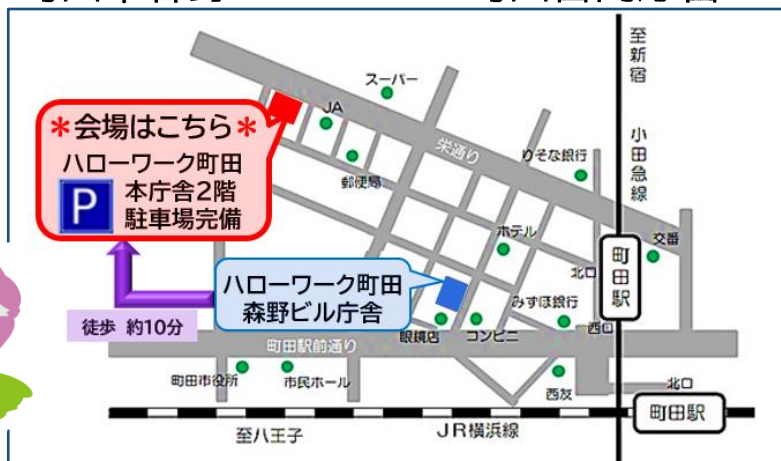 至新宿
小田急線
スーパー
JA
＊会場はこちら＊
ハローワーク町田
本庁舎2階
P
駐車場完備
栄通り
りそな銀行
郵便局
ホテル
交番
北口
町田駅
ハローワーク町田
森野ビル庁舎
みずほ銀行
西口
徒歩 約10分
眼鏡店
コンビニ
町田駅前通り
町田市役所
市民ホール
西友
北口
町田駅
至八王子
JR横浜線